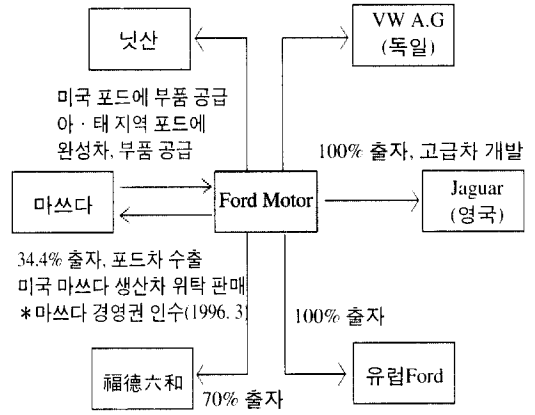 닛산
VW A.G
(독일)
미국 포드에 부품 공급
아 · 태 지역 포드에
완성차, 부품 공급
100% 출자, 고급차 개발
마쓰다
Ford Motor
Jaguar
(영국)
34.4% 출자, 포드차 수출
미국 마쓰다 생산차 위탁 판매
*마쓰다 경영권 인수(1996. 3)
100% 출자
福德六和
70% 출자
유럽Ford